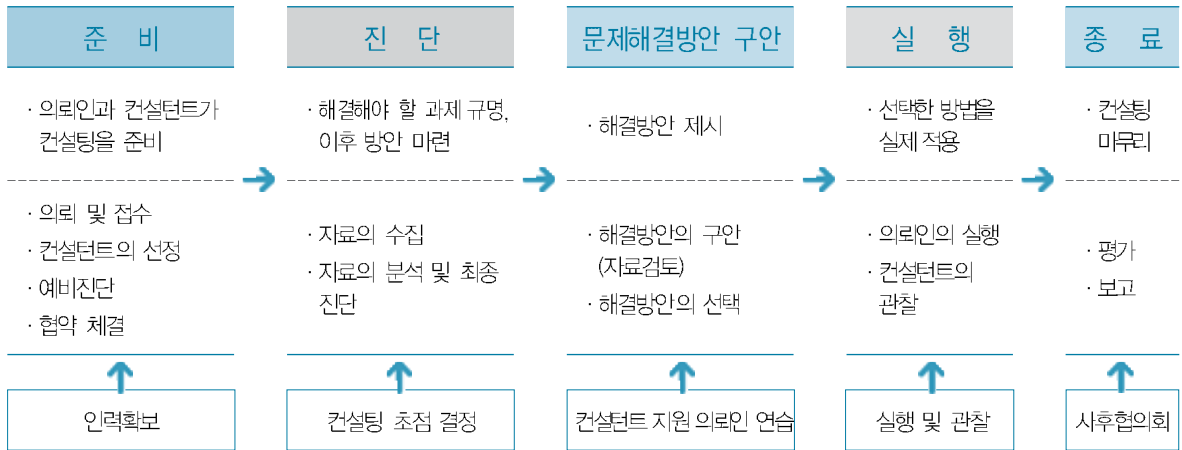 준 비
· 의뢰인과 컨설턴트가
컨설팅을 준비
· 의뢰 및 접수
· 컨설턴트의 선정
· 예비진단
· 협약 체결
인력확보
진 단
· 해결해야 할 과제 규명,
이후 방안 마련
· 자료의 수집
· 자료의 분석 및 최종
진단
컨설팅 초점 결정
문제해결방안 구안
· 해결방안 제시
· 해결방안의 구안
(자료검토)
· 해결방안의 선택
컨설턴트 지원 의뢰인 연습
실 행
· 선택한 방법을
실제 적용
· 의뢰인의 실행
· 컨설턴트의
관찰
실행 및 관찰
종 료
· 컨설팅
마무리
· 평가
· 보고
사후협의회